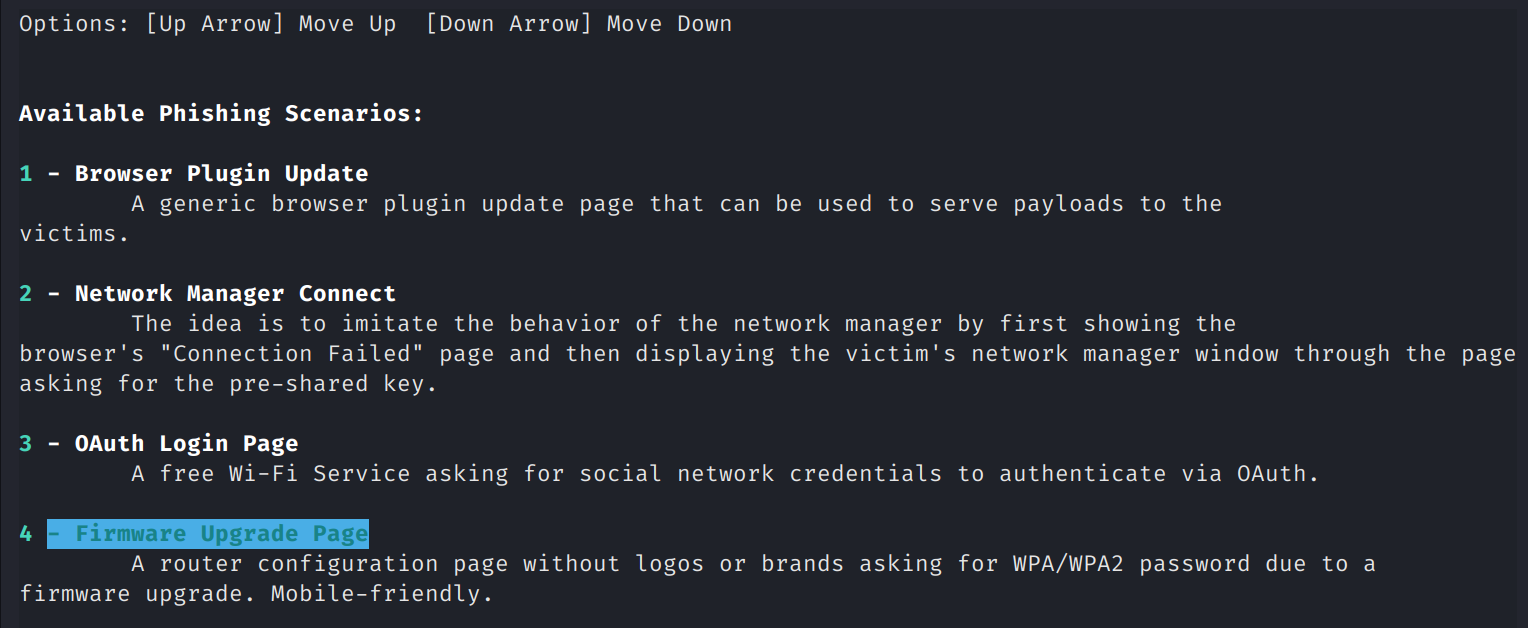 Options: [Up Arrow] Move Up  [Down Arrow] Move Down
Available Phishing Scenarios:
1 - Browser Plugin Update
A generic browser plugin update page that can be used to serve payloads to the
victims.
2 - Network Manager Connect
The idea is to imitate the behavior of the network manager by first showing the
browser's "Connection Failed" page and then displaying the victim's network manager window through the page
asking for the pre-shared key.
3 - OAuth Login Page
A free Wi-Fi Service asking for social network credentials to authenticate via OAuth.
4 - Firmware Upgrade Page
A router configuration page without logos or brands asking for WPA/WPA2 password due to a
firmware upgrade. Mobile-friendly.